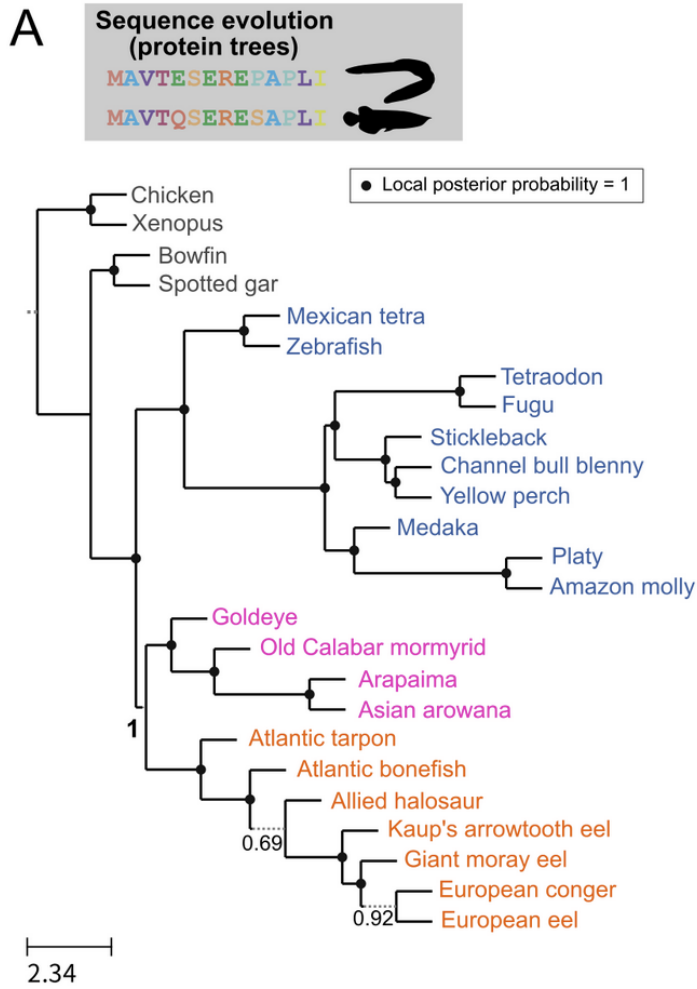 A
Sequence evolution
(protein trees)
MAVTESEREPAPLI
MAVTQSERESAPLI
Local posterior probability = 1
Chicken
Xenopus
Bowfin
Spotted gar
Mexican tetra
Zebrafish
Tetraodon
Fugu
Stickleback
Channel bull blenny
Yellow perch
Medaka
Platy
Amazon molly
Goldeye
Old Calabar mormyrid
Arapaima
Asian arowana
1
Atlantic tarpon
Atlantic bonefish
Allied halosaur
0.69
Kaup's arrowtooth eel
Giant moray eel
European conger
0.92
European eel
2.34